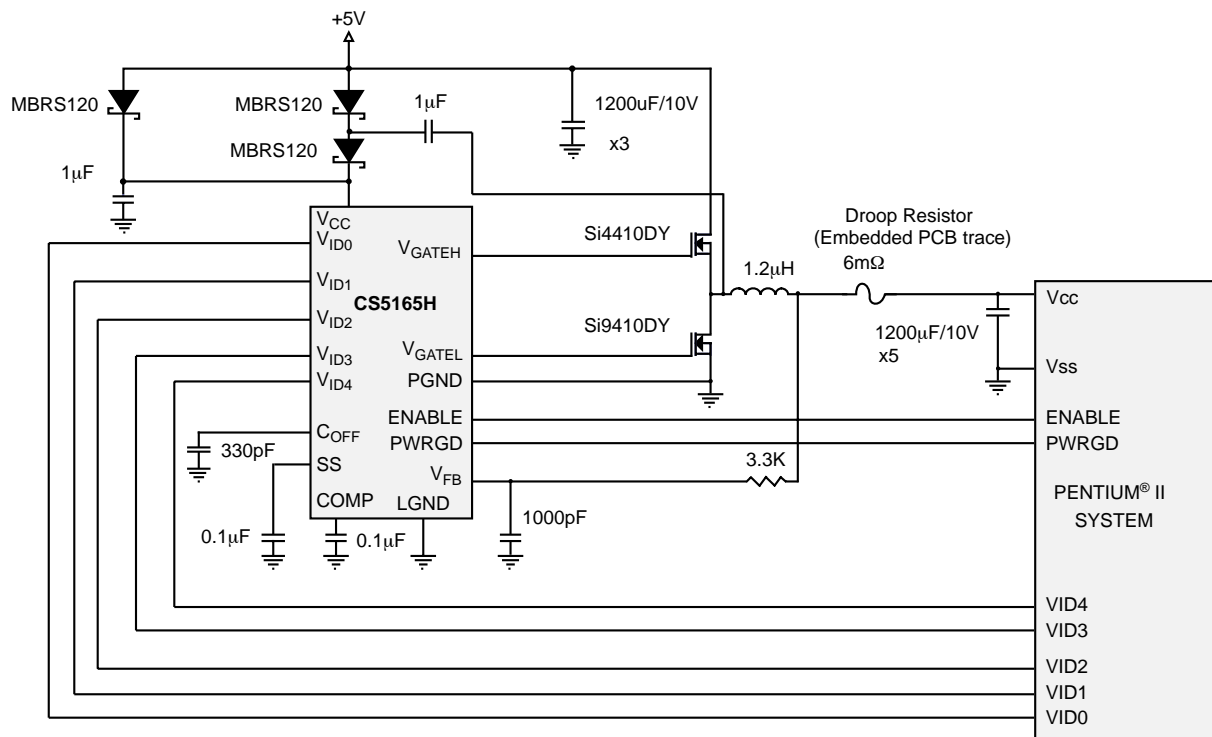 +5V
MBRS120
MBRS120
1μF
1200uF/10V
x3
MBRS120
1μF
VCC
VID0
VGATEH
Si4410DY
Droop Resistor
(Embedded PCB trace)
6mΩ
1.2μH
VID1
CS5165H
Vcc
VID2
Si9410DY
1200μF/10V
x5
VID3
VGATEL
Vss
VID4
PGND
ENABLE
ENABLE
COFF
PWRGD
PWRGD
330pF
SS
VFB
3.3K
COMP
LGND
1000pF
PENTIUM® II
SYSTEM
0.1μF
0.1μF
VID4
VID3
VID2
VID1
VID0